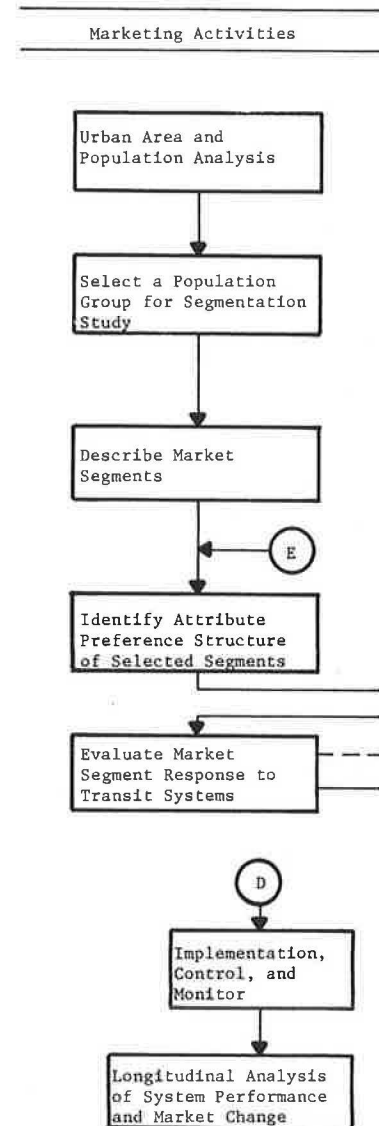 Marketing Activities
Urban Area and
Population Analysis
Select a Population
Group for Segmentation
Study
Describe Market
Segments
E
Identify Attribute
Preference Structure
of Selected Segments
Evaluate Market
Segment Response to
Transit Systems
D
Implementation,
Control, and
Monitor
Longitudinal Analysis
of System Performance
and Market Change